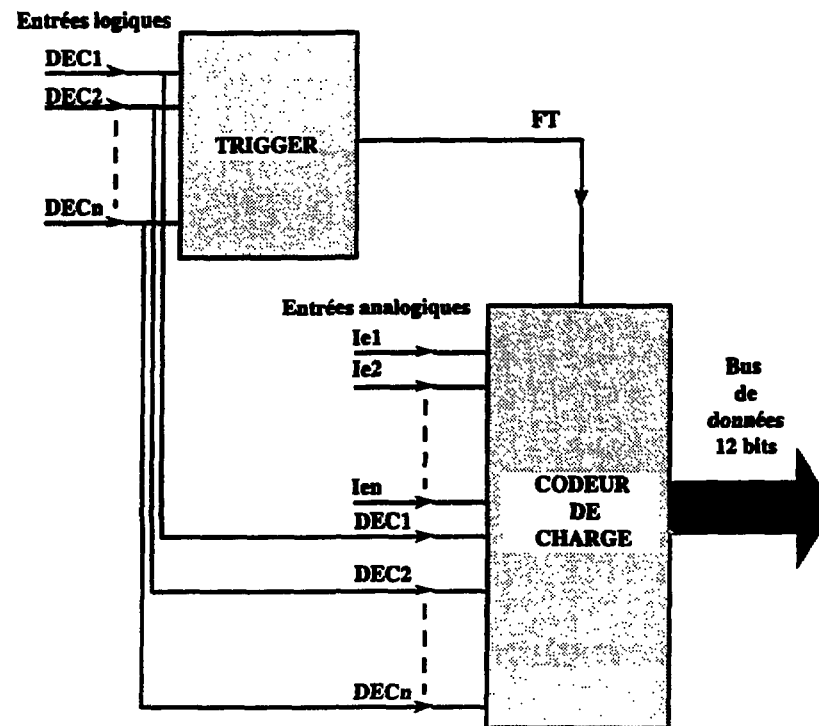 Entrées logiques
DEC1
DEC2
DECn
TRIGGER
FT
Entrées analogiques
Ie1
Ie2
Ien
DEC1
DEC2
DECn
CODEUR
DE
CHARGE
Bus
de
données
12 bits